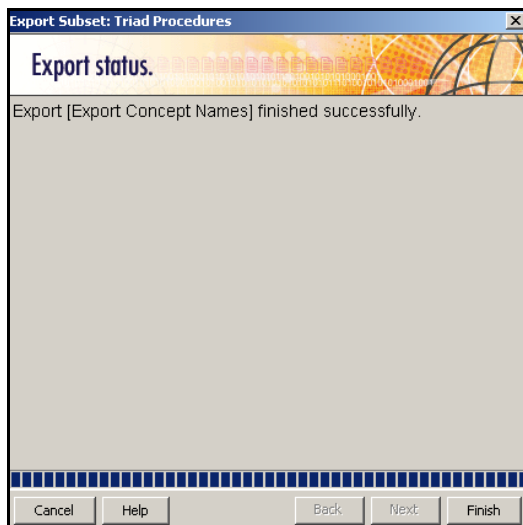 Export Subset: Triad Procedures
Export status.
Export [Export Concept Names] finished successfully.
Cancel Help Back Next Finish